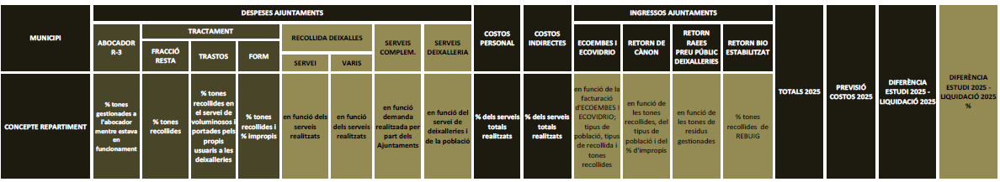 MUNICIPI
DESPESES AJUNTAMENTS
COSTOS
PERSONAL
COSTOS
INDIRECTES
INGRESSOS AJUNTAMENTS
TOTALS 2025
PREVISIÓ
COSTOS 2025
DIFERÈNCIA
ESTUDI 2025 -
LIQUIDACIÓ 2025
DIFERÈNCIA
ESTUDI 2025 -
LIQUIDACIÓ 2025
%
ABOCADOR
R-3
TRACTAMENT
RECOLLIDA DEIXALLES
SERVEIS
COMPLEM.
SERVEIS
DEIXALLERIA
ECOEMBES I
ECOVIDRIO
RETORN DE
CÀNON
RETORN
RAEES
PREU PÚBLIC
DEIXALLERIES
RETORN BIO
ESTABILITZAT
FRACCIÓ
RESTA
TRASTOS
FORM
SERVEI
VARIS
CONCEPTE REPARTIMENT
% tones
gestionades a
l'abocador
mentre estava
en
funcionament
% tones
recollides
% tones
recollides en
el servei de
voluminosos i
portades pels
propis
usuaris a les
deixalleries
% tones
recollides i
% impropis
en funció dels
serveis
realitzats
en funció
dels serveis
realitzats
en funció
demanda
realitzada per
part dels
Ajuntaments
en funció del
servei de
deixalleries i
de la població
% dels serveis
totals
realitzats
% dels serveis
totals
realitzats
en funció de la
facturació
d'ECOEMBES I
ECOVIDRIO;
tipus de
població, tipus
de recollida i
tones
recollides
en funció de
les tones
recollides, del
tipus de
població i del
% d'impropis
en funció de
les tones de
residus
gestionades
% tones
recollides de
REBUIG